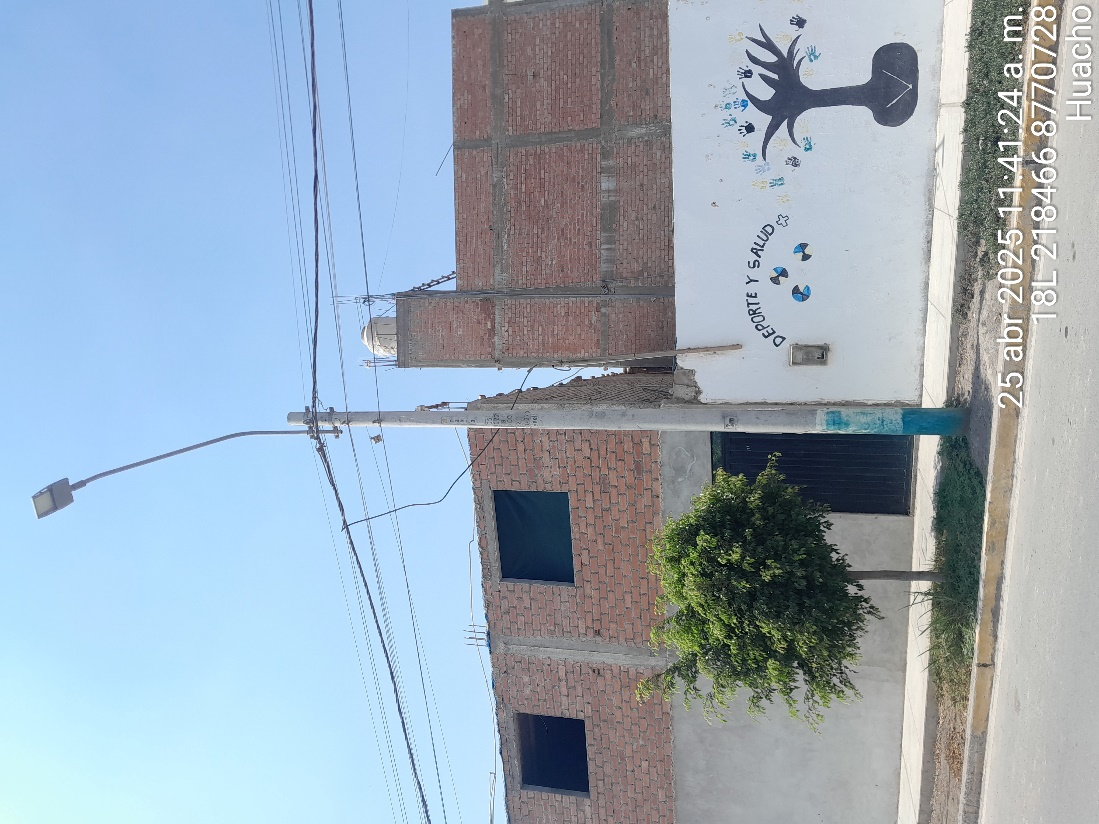 DEPORTE Y SALUD
25 abr 2025 11:41:24 a. m.
18L 218466 8770728
Huacho